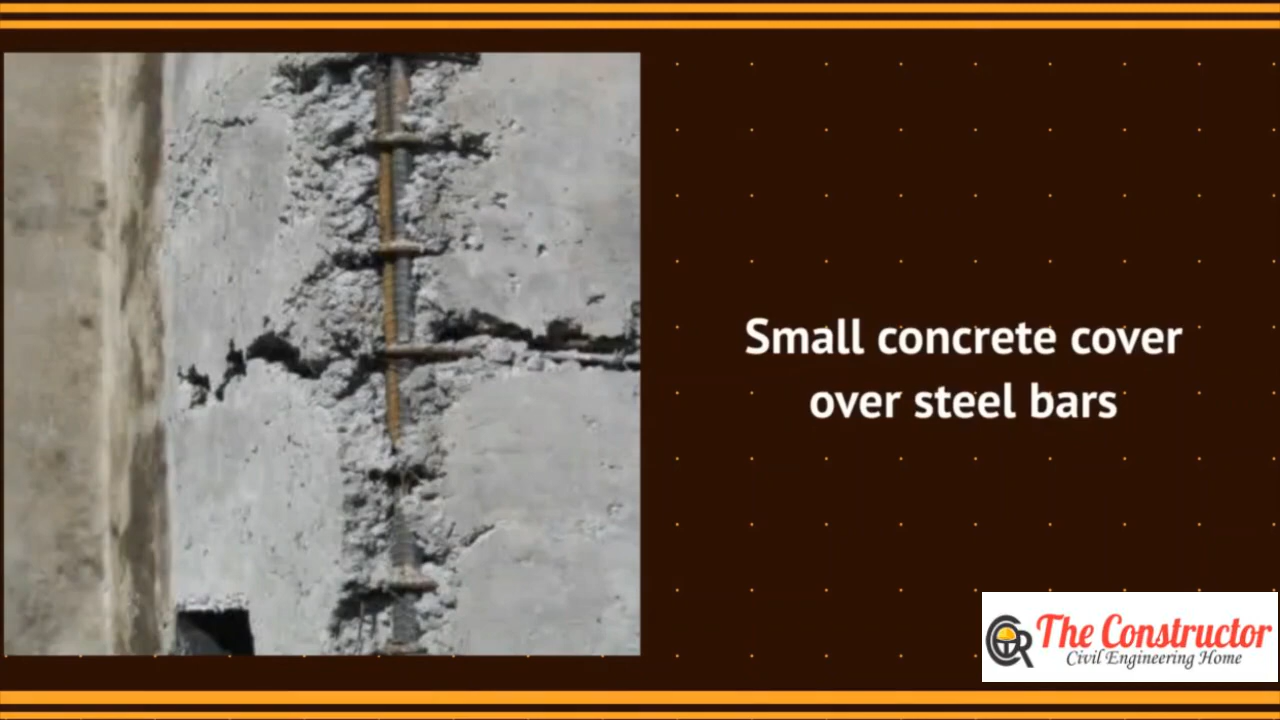 Small concrete cover
over steel bars
The Constructor
Civil Engineering Home